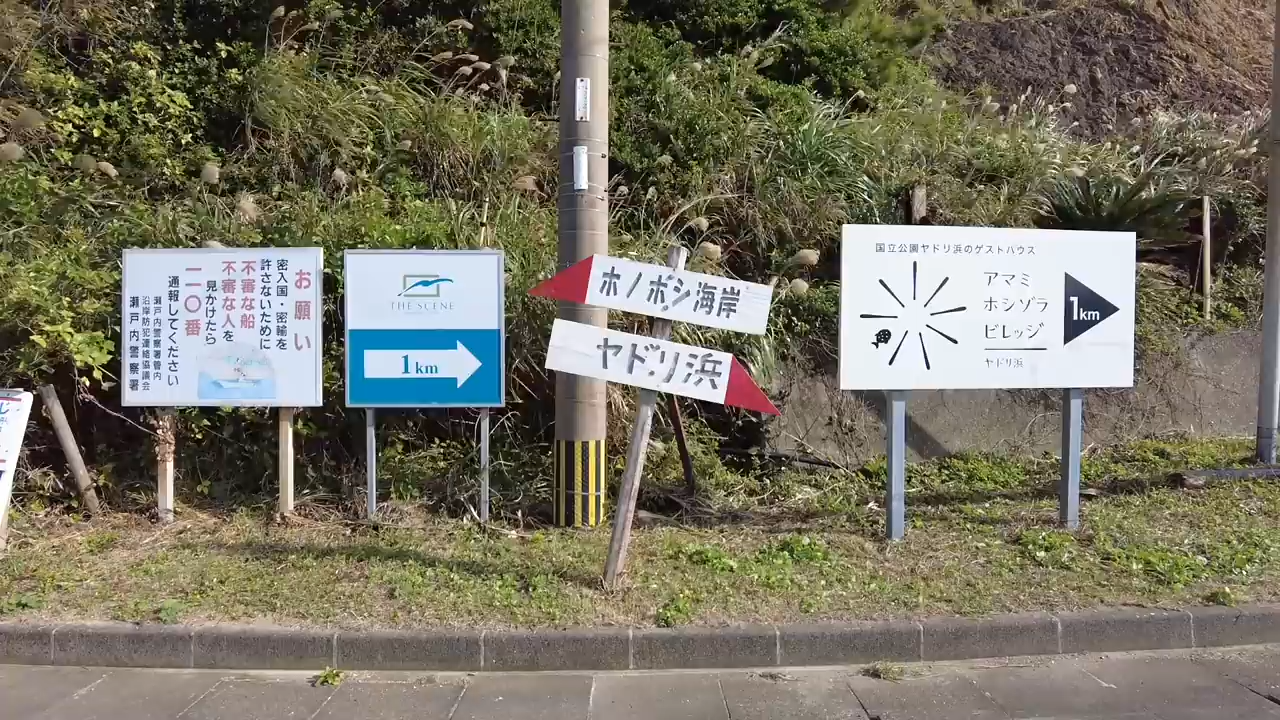 お願い
密入国・密輸を
許さないために
不審な船
不審な人を
見かけたら
一一〇番
通報してください
瀬戸内警察署管内
沿岸防犯連絡協議会
瀬戸内警察署
THE SCENE
1km
ホノボシ海岸
ヤドリ浜
国立公園ヤドリ浜のゲストハウス
アマミ
ホシゾラ
ビレッジ
ヤドリ浜
1km